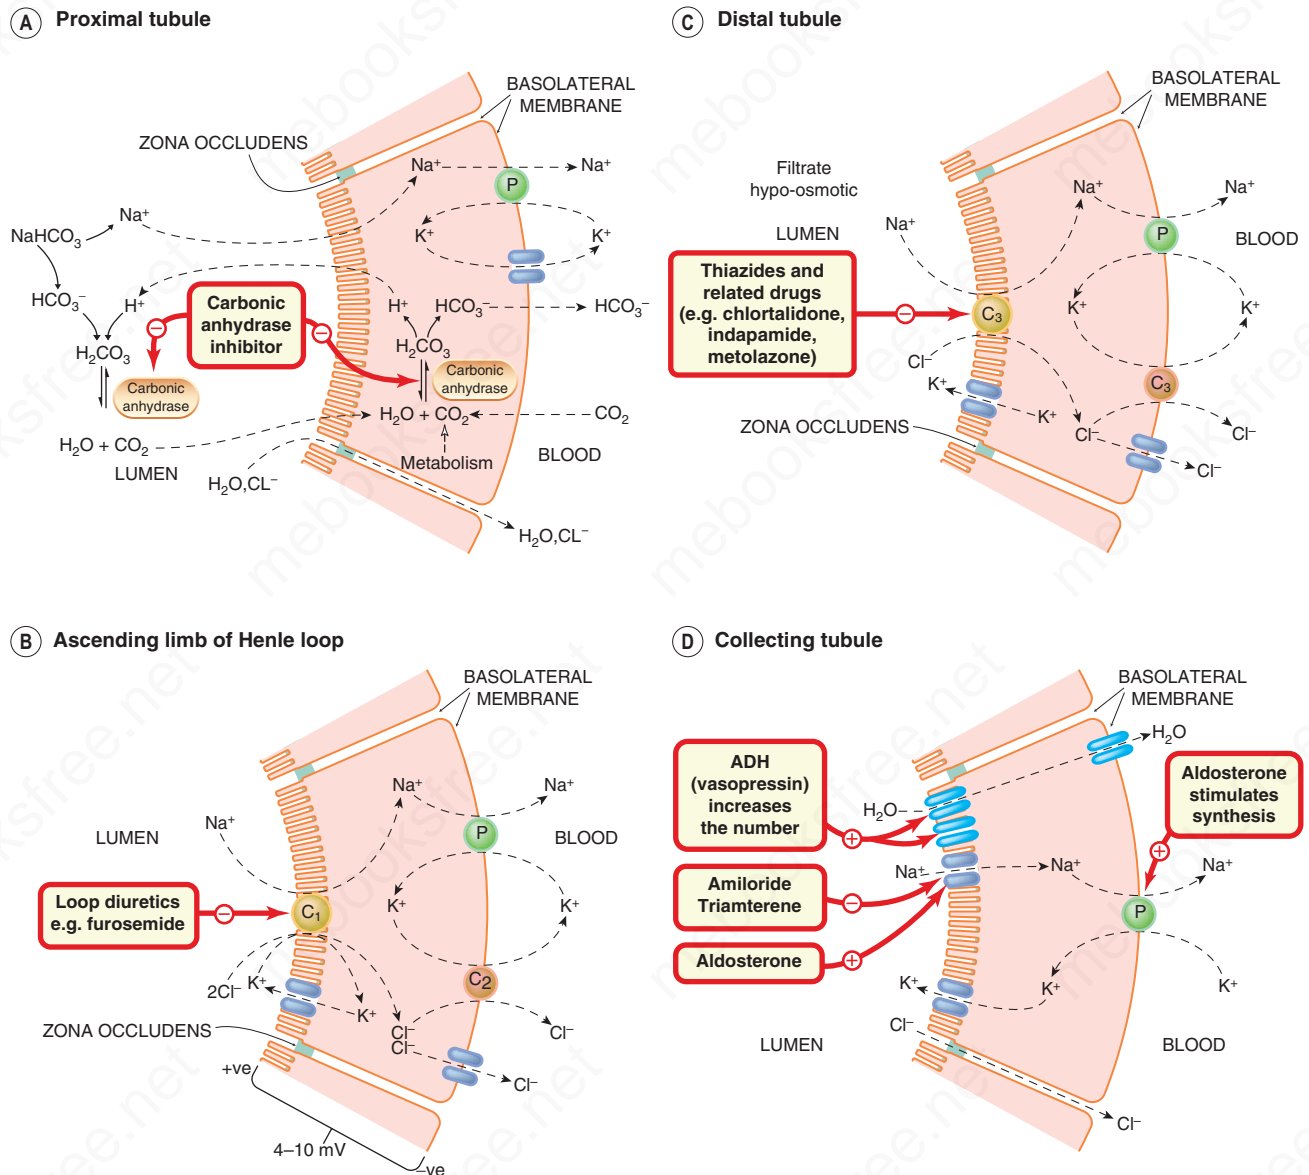 A Proximal tubule
BASOLATERAL
MEMBRANE
ZONA OCCLUDENS
Na⁺
Na⁺
P
Na⁺
NaHCO₃
K⁺
K⁺
HCO₃⁻
H⁺
Carbonic
anhydrase
inhibitor
−
−
H⁺
HCO₃⁻
HCO₃⁻
H₂CO₃
H₂CO₃
Carbonic
anhydrase
Carbonic
anhydrase
H₂O + CO₂
CO₂
H₂O + CO₂
Metabolism
LUMEN
BLOOD
H₂O,CL⁻
H₂O,CL⁻
B Ascending limb of Henle loop
BASOLATERAL
MEMBRANE
Na⁺
Na⁺
Na⁺
P
LUMEN
BLOOD
Loop diuretics
e.g. furosemide
−
C₁
K⁺
K⁺
C2
2Cl⁻
K⁺
K⁺
Cl⁻
Cl⁻
Cl⁻
ZONA OCCLUDENS
Cl⁻
+ve
4–10 mV
–ve
C Distal tubule
BASOLATERAL
MEMBRANE
Filtrate
hypo-osmotic
Na⁺
Na⁺
Na⁺
LUMEN
P
BLOOD
Thiazides and
related drugs
(e.g. chlortalidone,
indapamide,
metolazone)
−
C₃
K⁺
K⁺
Cl⁻
K⁺
K⁺
C₃
ZONA OCCLUDENS
Cl⁻
Cl⁻
Cl⁻
D Collecting tubule
BASOLATERAL
MEMBRANE
H₂O
ADH
(vasopressin)
increases
the number
+
H₂O
Aldosterone
stimulates
synthesis
+
Na⁺
Na⁺
Na⁺
Amiloride
Triamterene
−
P
Aldosterone
+
K⁺
K⁺
K⁺
Cl⁻
LUMEN
BLOOD
Cl⁻
mebooksfree.net